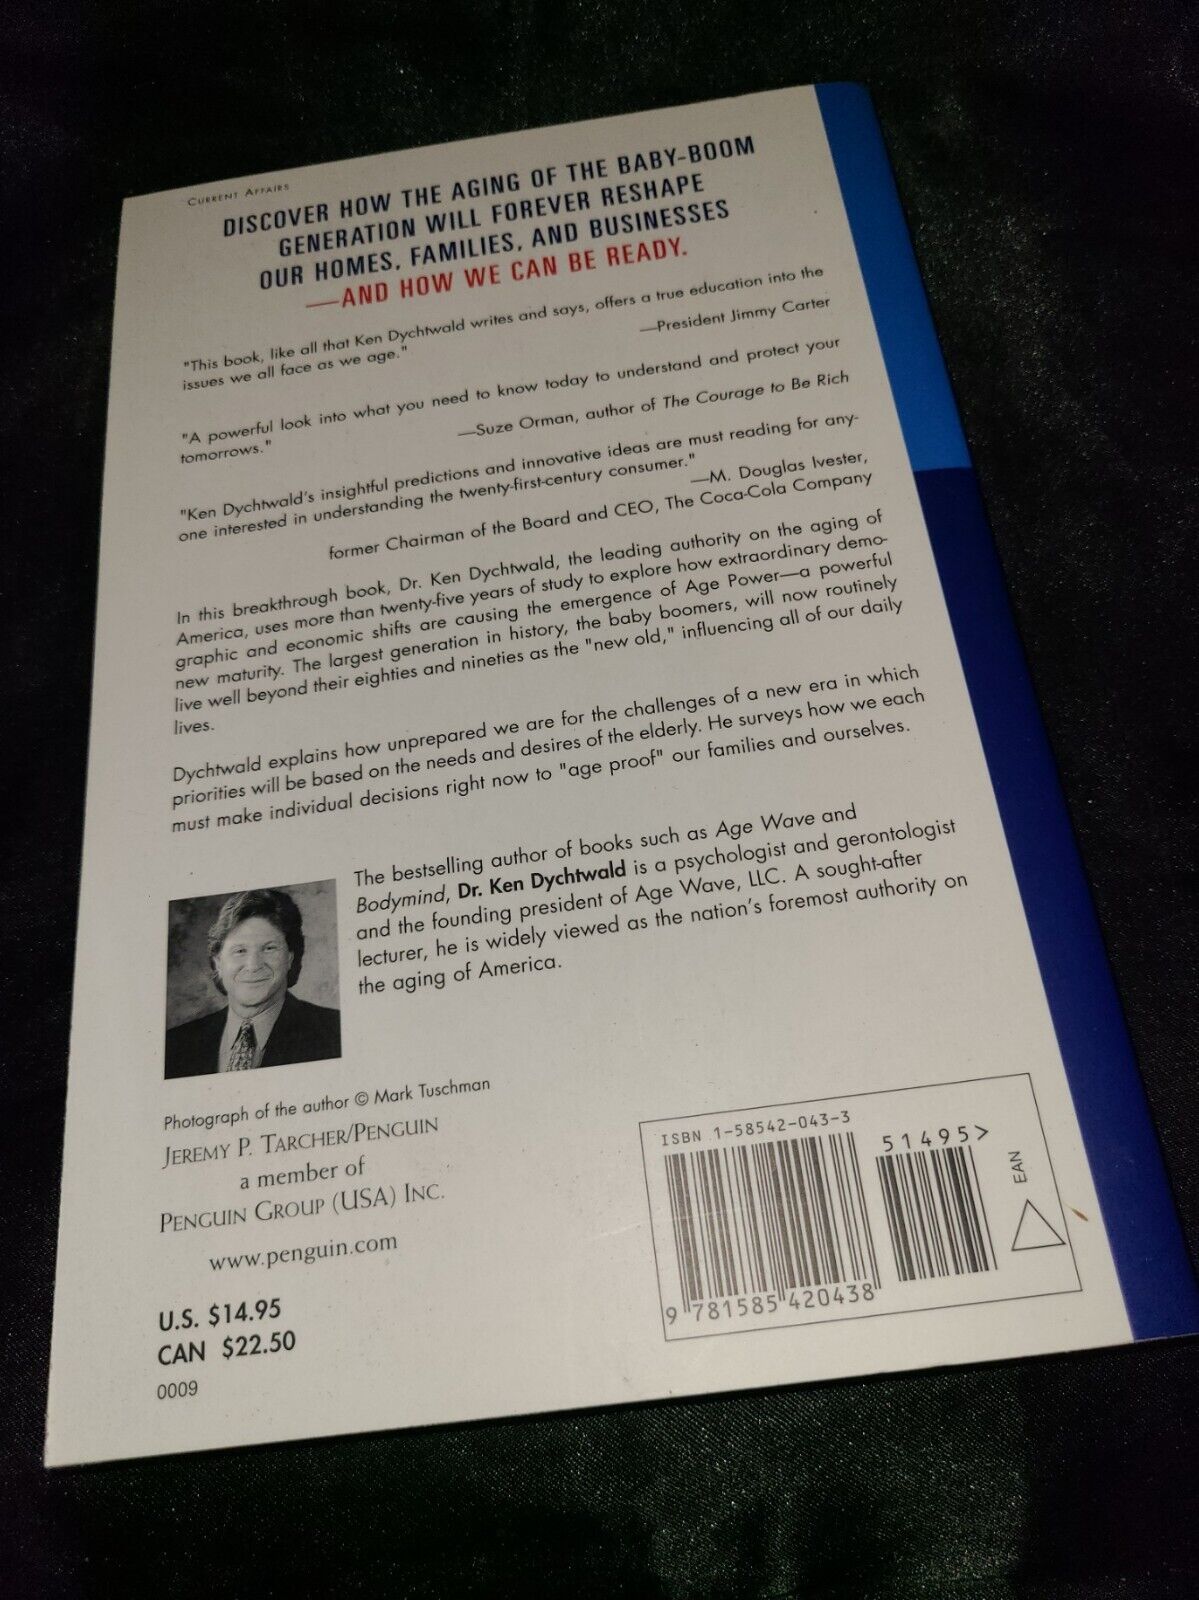 CURRENT AFFAIRS
DISCOVER HOW THE AGING OF THE BABY-BOOM
GENERATION WILL FOREVER RESHAPE
OUR HOMES, FAMILIES, AND BUSINESSES
—AND HOW WE CAN BE READY.
"This book, like all that Ken Dychtwald writes and says, offers a true education into the
issues we all face as we age."
—President Jimmy Carter
"A powerful look into what you need to know today to understand and protect your
tomorrows."
—Suze Orman, author of The Courage to Be Rich
"Ken Dychtwald's insightful predictions and innovative ideas are must reading for any-
one interested in understanding the twenty-first-century consumer."
—M. Douglas Ivester,
former Chairman of the Board and CEO, The Coca-Cola Company
In this breakthrough book, Dr. Ken Dychtwald, the leading authority on the aging of
America, uses more than twenty-five years of study to explore how extraordinary demo-
graphic and economic shifts are causing the emergence of Age Power—a powerful
new maturity. The largest generation in history, the baby boomers, will now routinely
live well beyond their eighties and nineties as the "new old," influencing all of our daily
lives.
Dychtwald explains how unprepared we are for the challenges of a new era in which
priorities will be based on the needs and desires of the elderly. He surveys how we each
must make individual decisions right now to "age proof" our families and ourselves.
The bestselling author of books such as Age Wave and
Bodymind, Dr. Ken Dychtwald is a psychologist and gerontologist
and the founding president of Age Wave, LLC. A sought-after
lecturer, he is widely viewed as the nation's foremost authority on
the aging of America.
Photograph of the author © Mark Tuschman
JEREMY P. TARCHER/PENGUIN
a member of
PENGUIN GROUP (USA) INC.
www.penguin.com
U.S. $14.95
CAN $22.50
0009
ISBN 1-58542-043-3
51495>
EAN
9 781585 420438